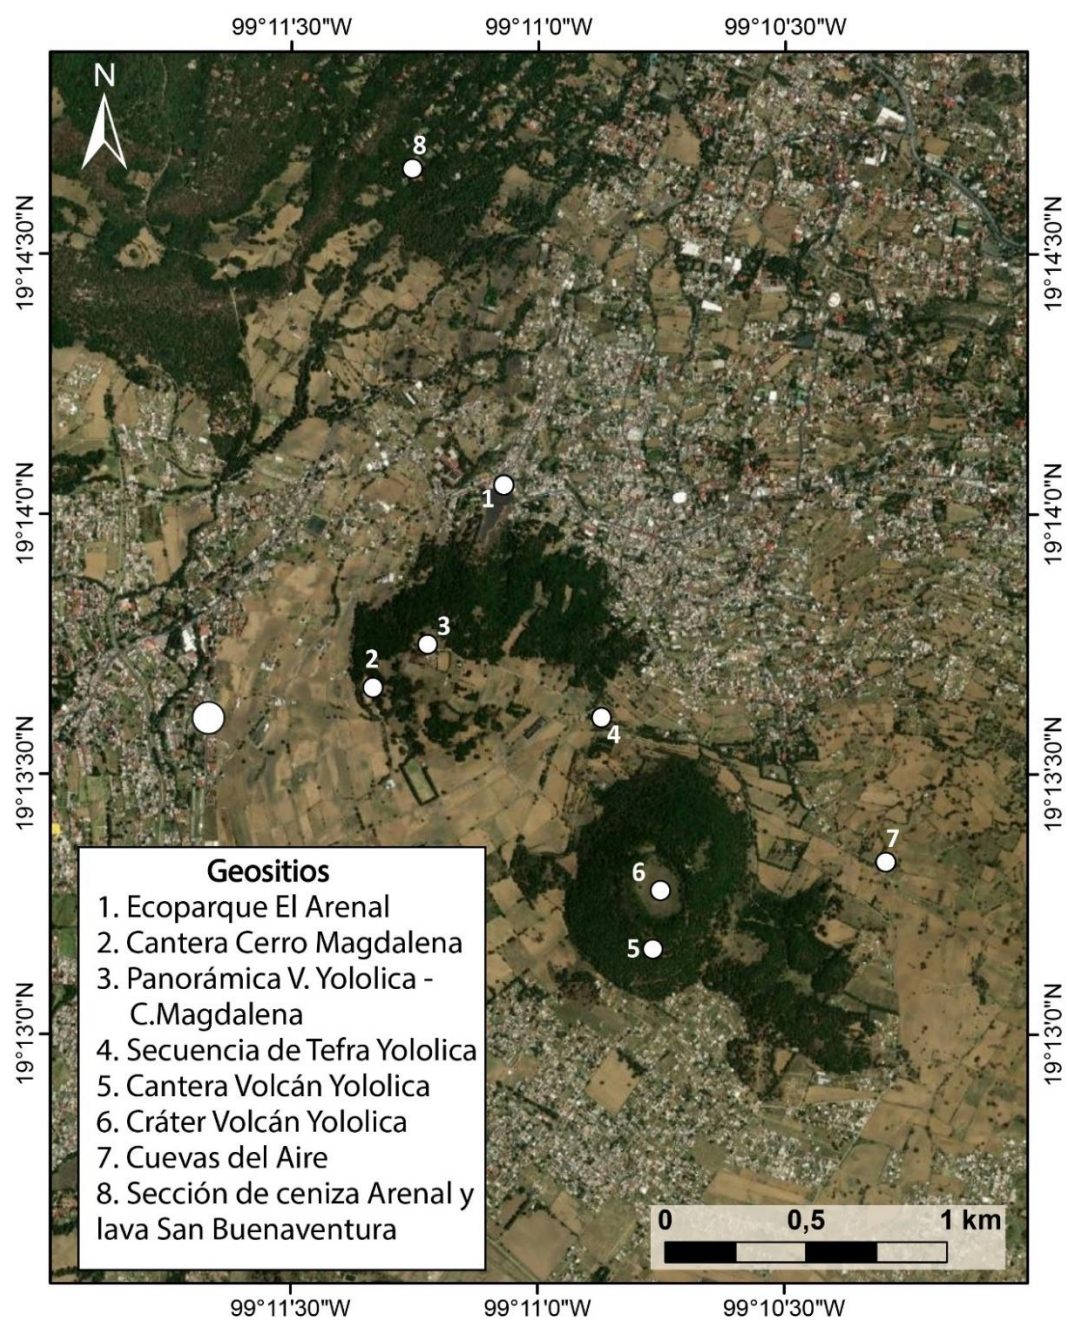 99°11'30"W 99°11'0"W 99°10'30"W
N
8
19°14'30"N 19°14'30"N
1
19°14'0"N 19°14'0"N
3
2
4
19°13'30"N 19°13'30"N
7
6
5
Geositios
1. Ecoparque El Arenal
2. Cantera Cerro Magdalena
3. Panorámica V. Yololica -
C.Magdalena
4. Secuencia de Tefra Yololica
5. Cantera Volcán Yololica
6. Cráter Volcán Yololica
7. Cuevas del Aire
8. Sección de ceniza Arenal y
lava San Buenaventura
19°13'0"N 19°13'0"N
0 0,5 1 km
99°11'30"W 99°11'0"W 99°10'30"W